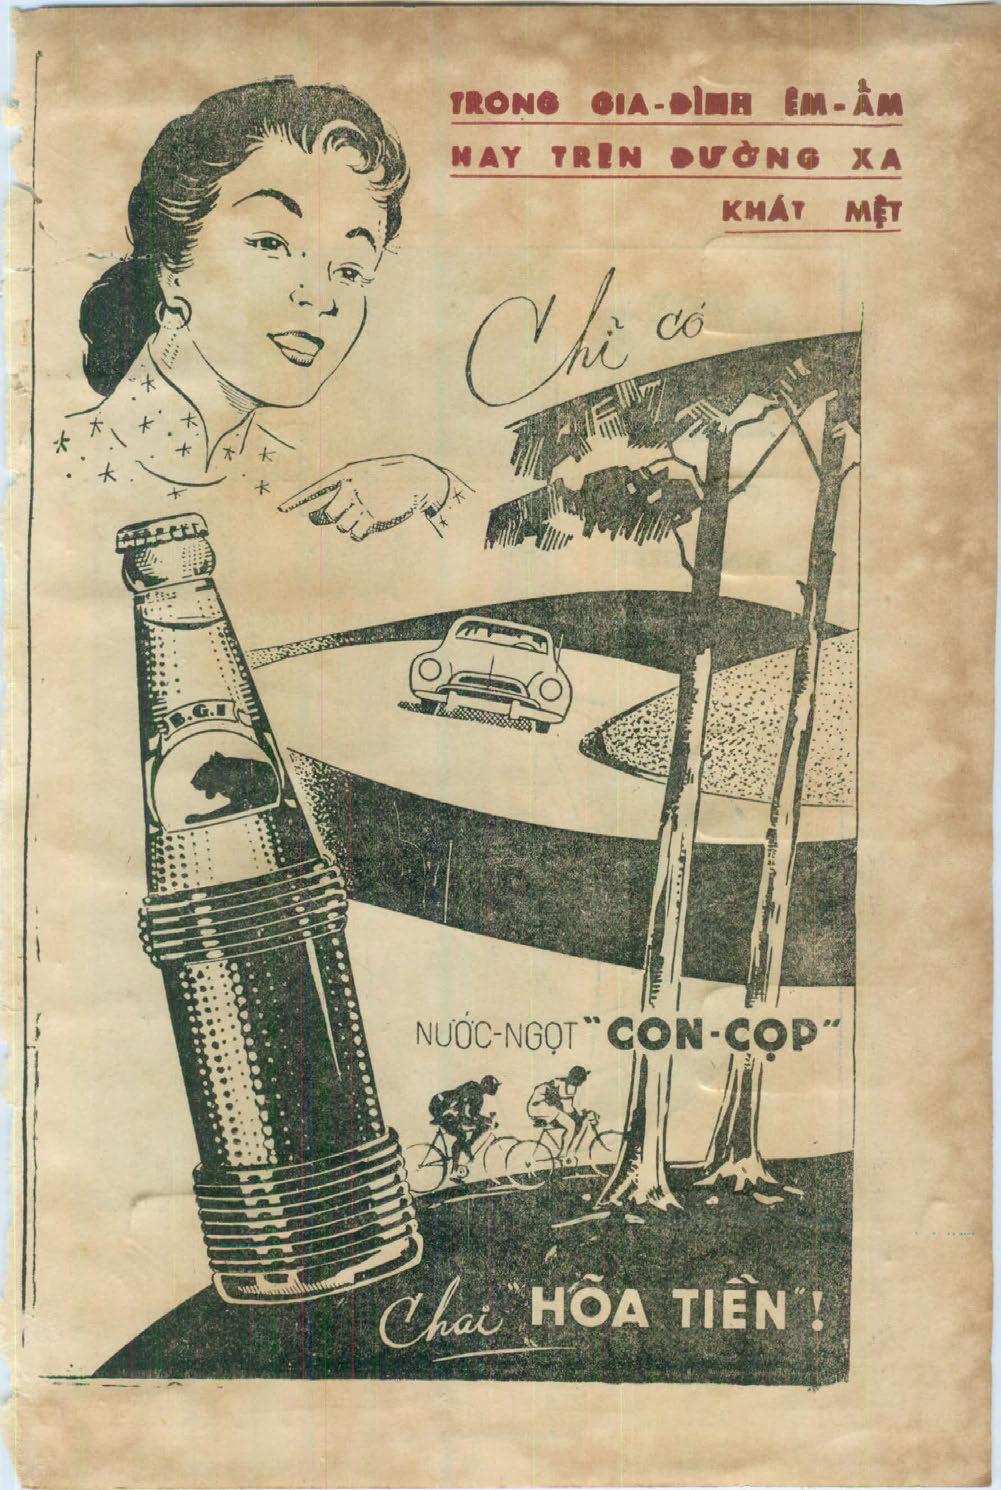 TRONG GIA-ĐÌNH ÊM-ẤM
HAY TRÊN ĐƯỜNG XA
KHÁT MỆT
Chỉ có
B.G.I
NƯỚC-NGỌT "CON-CỌP"
Chai "HỎA TIỄN"!